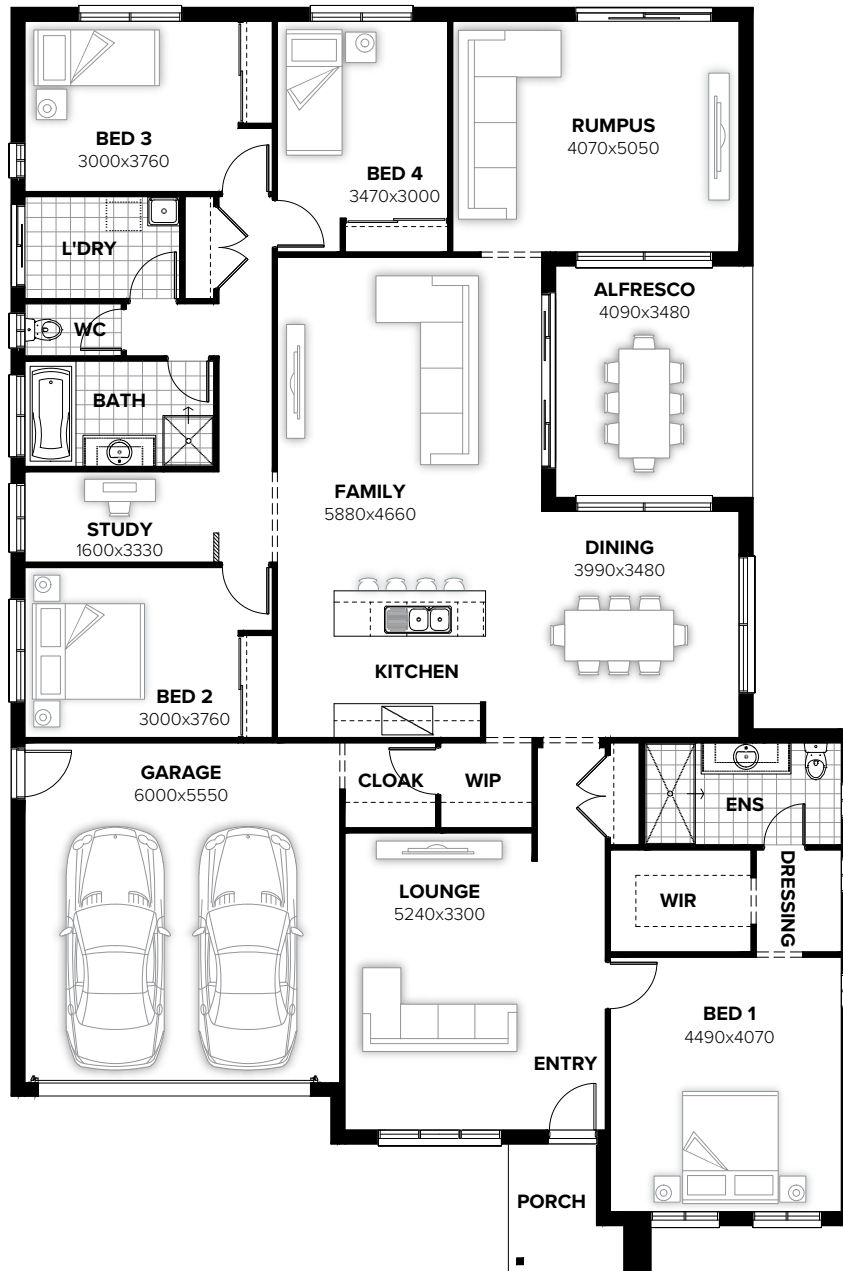 BED 3
3000x3760
BED 4
3470x3000
RUMPUS
4070x5050
L'DRY
WC
BATH
ALFRESCO
4090x3480
STUDY
1600x3330
FAMILY
5880x4660
DINING
3990x3480
KITCHEN
BED 2
3000x3760
GARAGE
6000x5550
CLOAK
WIP
ENS
LOUNGE
5240x3300
WIR
DRESSING
BED 1
4490x4070
ENTRY
PORCH